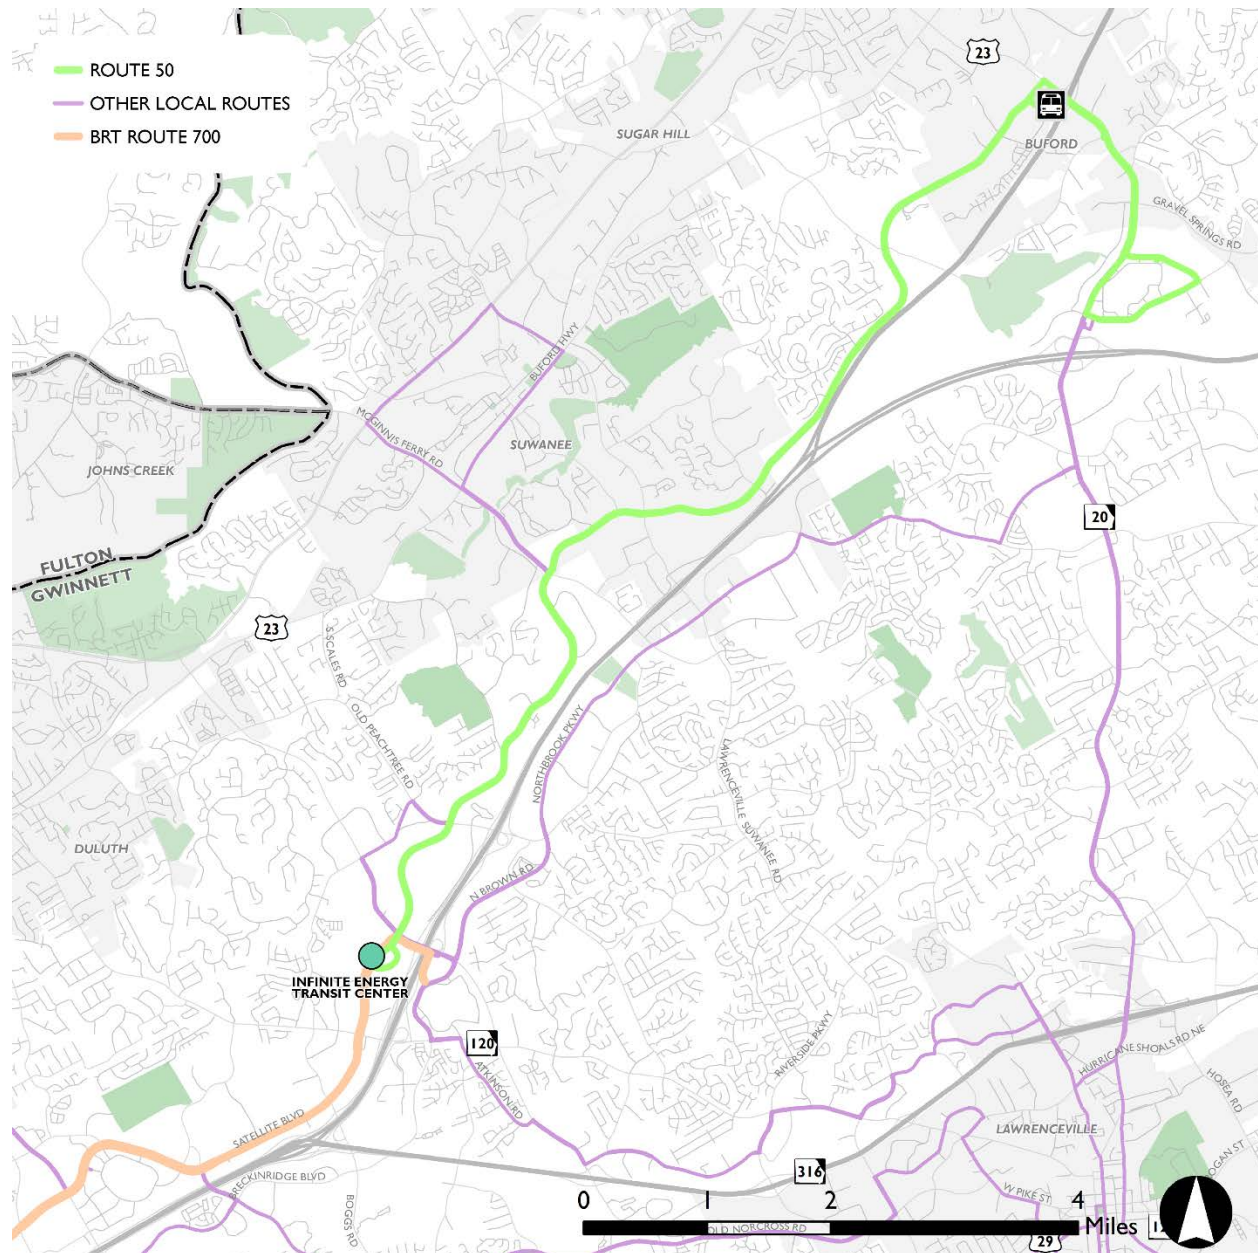 ROUTE 50
OTHER LOCAL ROUTES
BRT ROUTE 700
23
SUGAR HILL
BUFORD
GRAVEL SPRINGS RD
BUFORD HWY
MCGINNIS FERRY RD
SUWANEE
JOHNS CREEK
20
FULTON
GWINNETT
23
S SCALES RD
OLD PEACHTREE RD
NORTHBROOK PKWY
LAWRENCEVILLE SUWANEE RD
DULUTH
N BROWN RD
INFINITE ENERGY
TRANSIT CENTER
120
ATKINSON RD
RIVERSIDE PKWY
HURRICANE SHOALS RD NE
HOSEA RD
SATELLITE BLVD
LAWRENCEVILLE
BRECKINRIDGE BLVD
316
W PIKE ST
OGAN ST
BOGGS RD
0 1 2 4
Miles
OLD NORCROSS RD
29